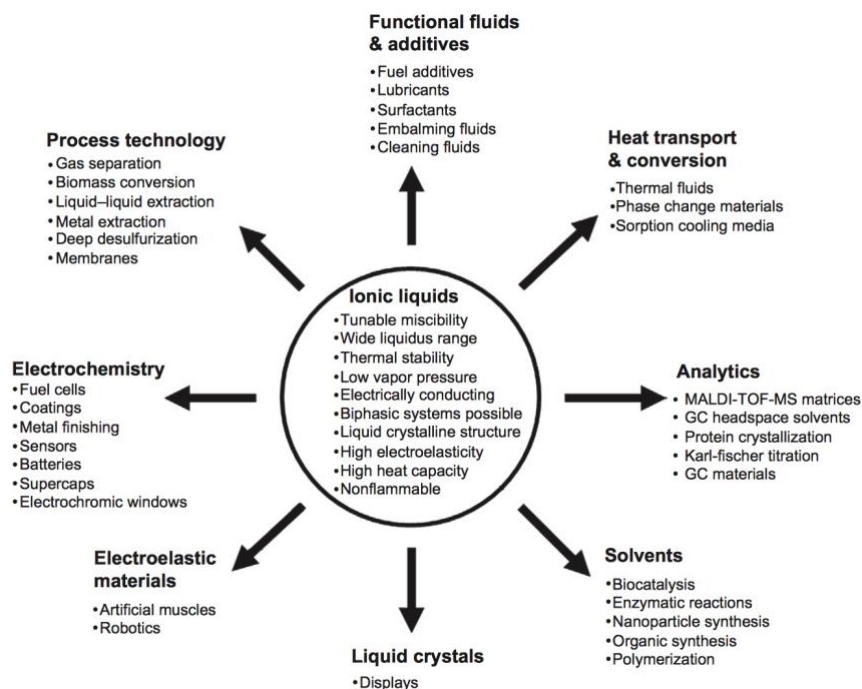 Functional fluids
& additives
•Fuel additives
•Lubricants
•Surfactants
•Embalming fluids
•Cleaning fluids
Process technology
•Gas separation
•Biomass conversion
•Liquid–liquid extraction
•Metal extraction
•Deep desulfurization
•Membranes
Heat transport
& conversion
•Thermal fluids
•Phase change materials
•Sorption cooling media
Ionic liquids
•Tunable miscibility
•Wide liquidus range
•Thermal stability
•Low vapor pressure
•Electrically conducting
•Biphasic systems possible
•Liquid crystalline structure
•High electroelasticity
•High heat capacity
•Nonflammable
Electrochemistry
•Fuel cells
•Coatings
•Metal finishing
•Sensors
•Batteries
•Supercaps
•Electrochromic windows
Analytics
• MALDI-TOF-MS matrices
• GC headspace solvents
• Protein crystallization
• Karl-fischer titration
• GC materials
Electroelastic
materials
•Artificial muscles
•Robotics
Liquid crystals
•Displays
Solvents
•Biocatalysis
•Enzymatic reactions
•Nanoparticle synthesis
•Organic synthesis
•Polymerization